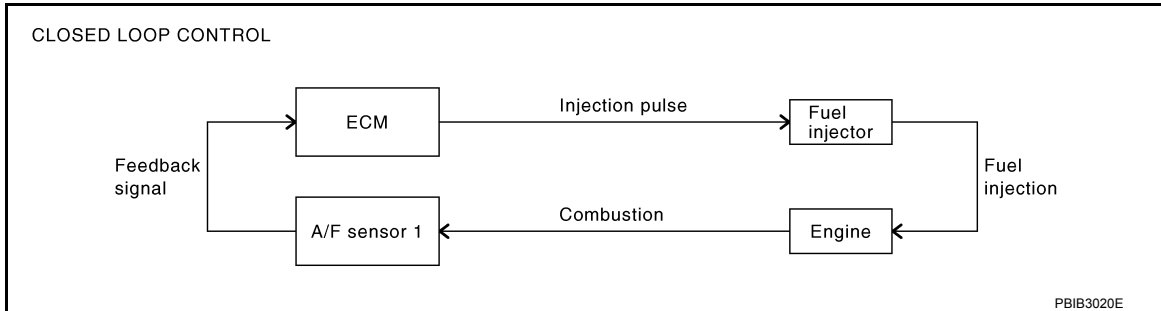 CLOSED LOOP CONTROL
ECM
Injection pulse
Fuel
injector
Feedback
signal
Fuel
injection
A/F sensor 1
Combustion
Engine
PBIB3020E